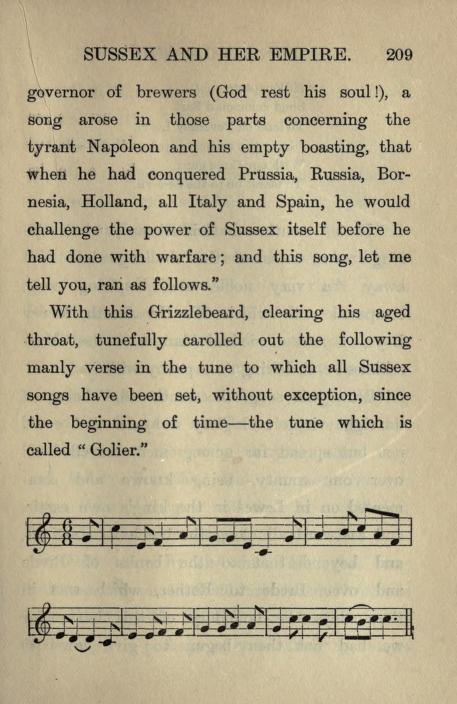 SUSSEX AND HER EMPIRE. 209
governor of brewers (God rest his soul!), a
song arose in those parts concerning the
tyrant Napoleon and his empty boasting, that
when he had conquered Prussia, Russia, Bor-
nesia, Holland, all Italy and Spain, he would
challenge the power of Sussex itself before he
had done with warfare; and this song, let me
tell you, ran as follows.”
With this Grizzlebeard, clearing his aged
throat, tunefully carolled out the following
manly verse in the tune to which all Sussex
songs have been set, without exception, since
the beginning of time—the tune which is
called “Golier.”
6
8